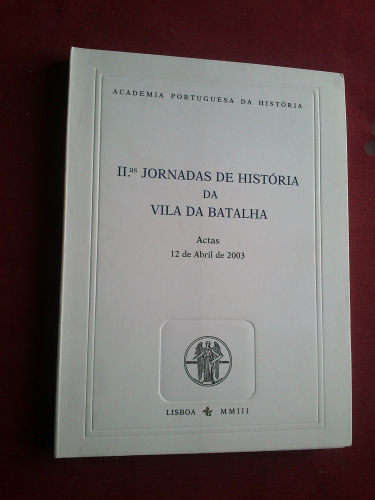 ACADEMIA PORTUGUESA DA HISTÓRIA
II.as JORNADAS DE HISTÓRIA
DA
VILA DA BATALHA
Actas
12 de Abril de 2003
LISBOA MMIII